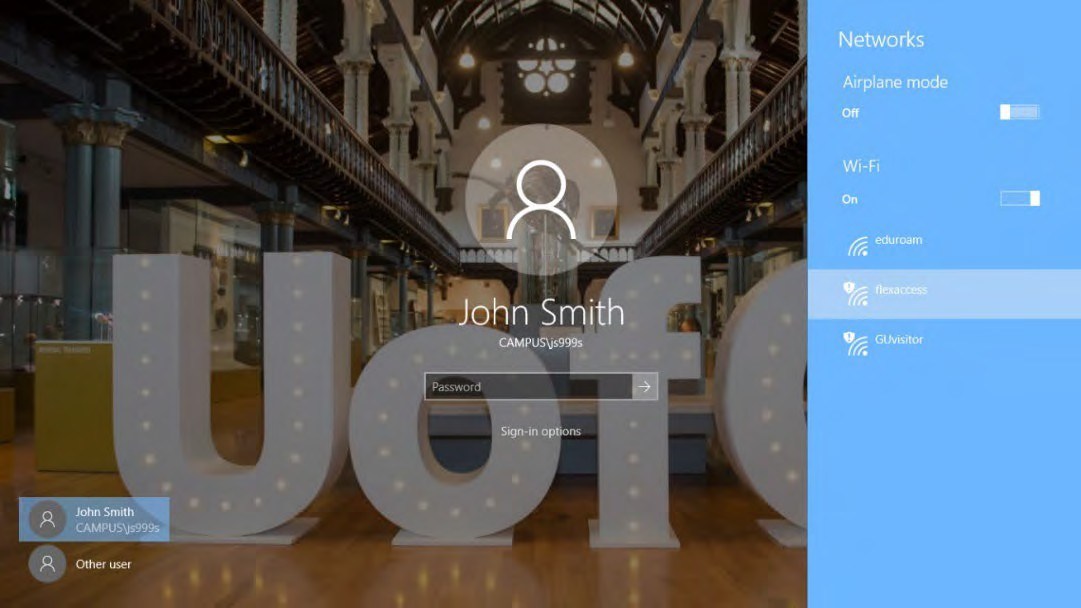 Networks
Airplane mode
Off
Wi-Fi
On
eduroam
flexaccess
GUvisitor
UofG
John Smith
CAMPUS\js999s
Password
Sign-in options
John Smith
CAMPUS\js999s
Other user